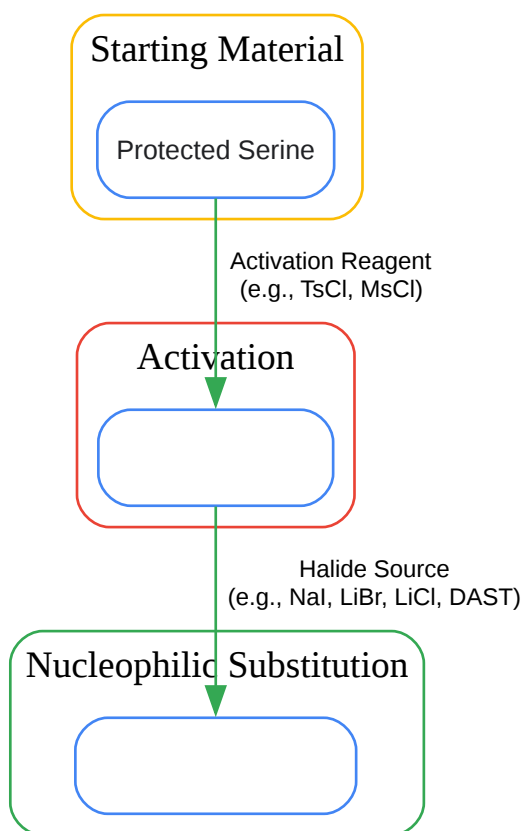 Starting Material
Protected Serine
Activation Reagent
(e.g., TsCl, MsCl)
Activation
Halide Source
(e.g., NaI, LiBr, LiCl, DAST)
Nucleophilic Substitution